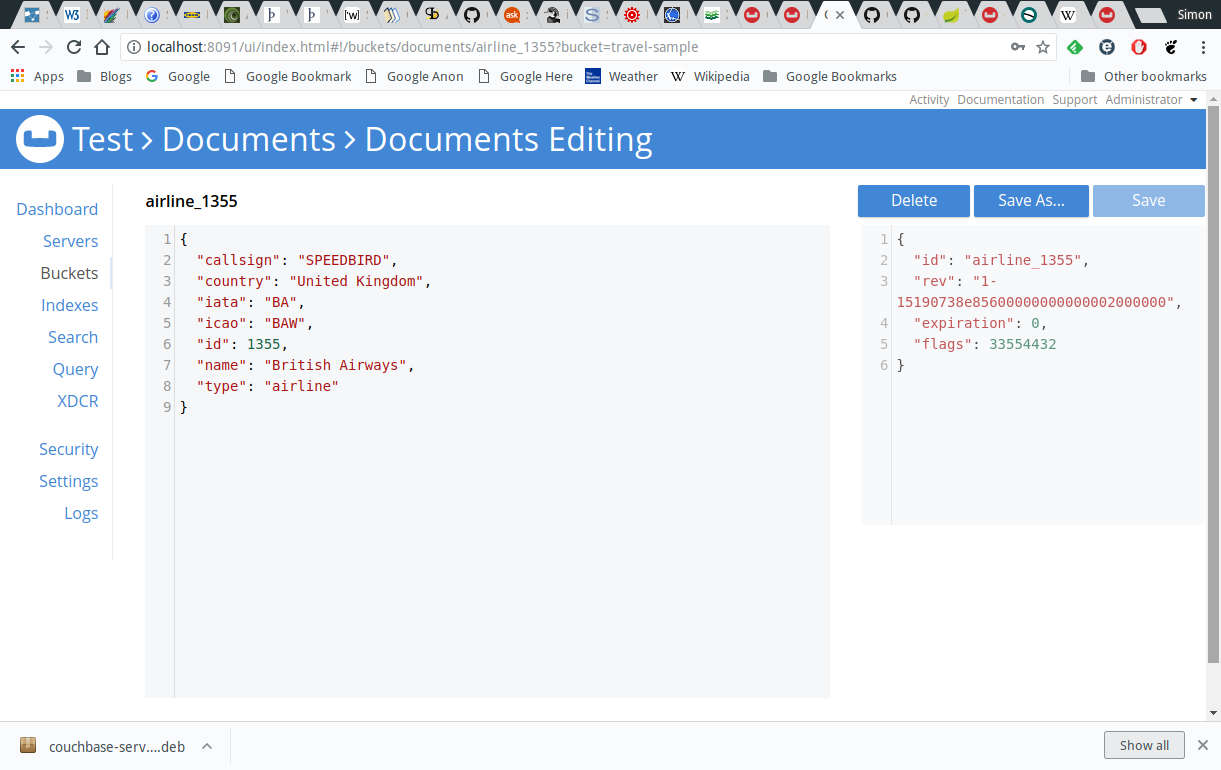 Simon
localhost:8091/ui/index.html#!/buckets/documents/airline_1355?bucket=travel-sample
Apps Blogs Google Google Bookmark Google Anon Google Here Weather Wikipedia Google Bookmarks Other bookmarks
Activity Documentation Support Administrator
Test > Documents > Documents Editing
Dashboard
Servers
Buckets
Indexes
Search
Query
XDCR
Security
Settings
Logs
airline_1355
Delete Save As... Save
1 {
2 "callsign": "SPEEDBIRD",
3 "country": "United Kingdom",
4 "iata": "BA",
5 "icao": "BAW",
6 "id": 1355,
7 "name": "British Airways",
8 "type": "airline"
9 }
1 {
2 "id": "airline_1355",
3 "rev": "1-
15190738e85600000000000002000000",
4 "expiration": 0,
5 "flags": 33554432
6 }
couchbase-serv....deb
Show all